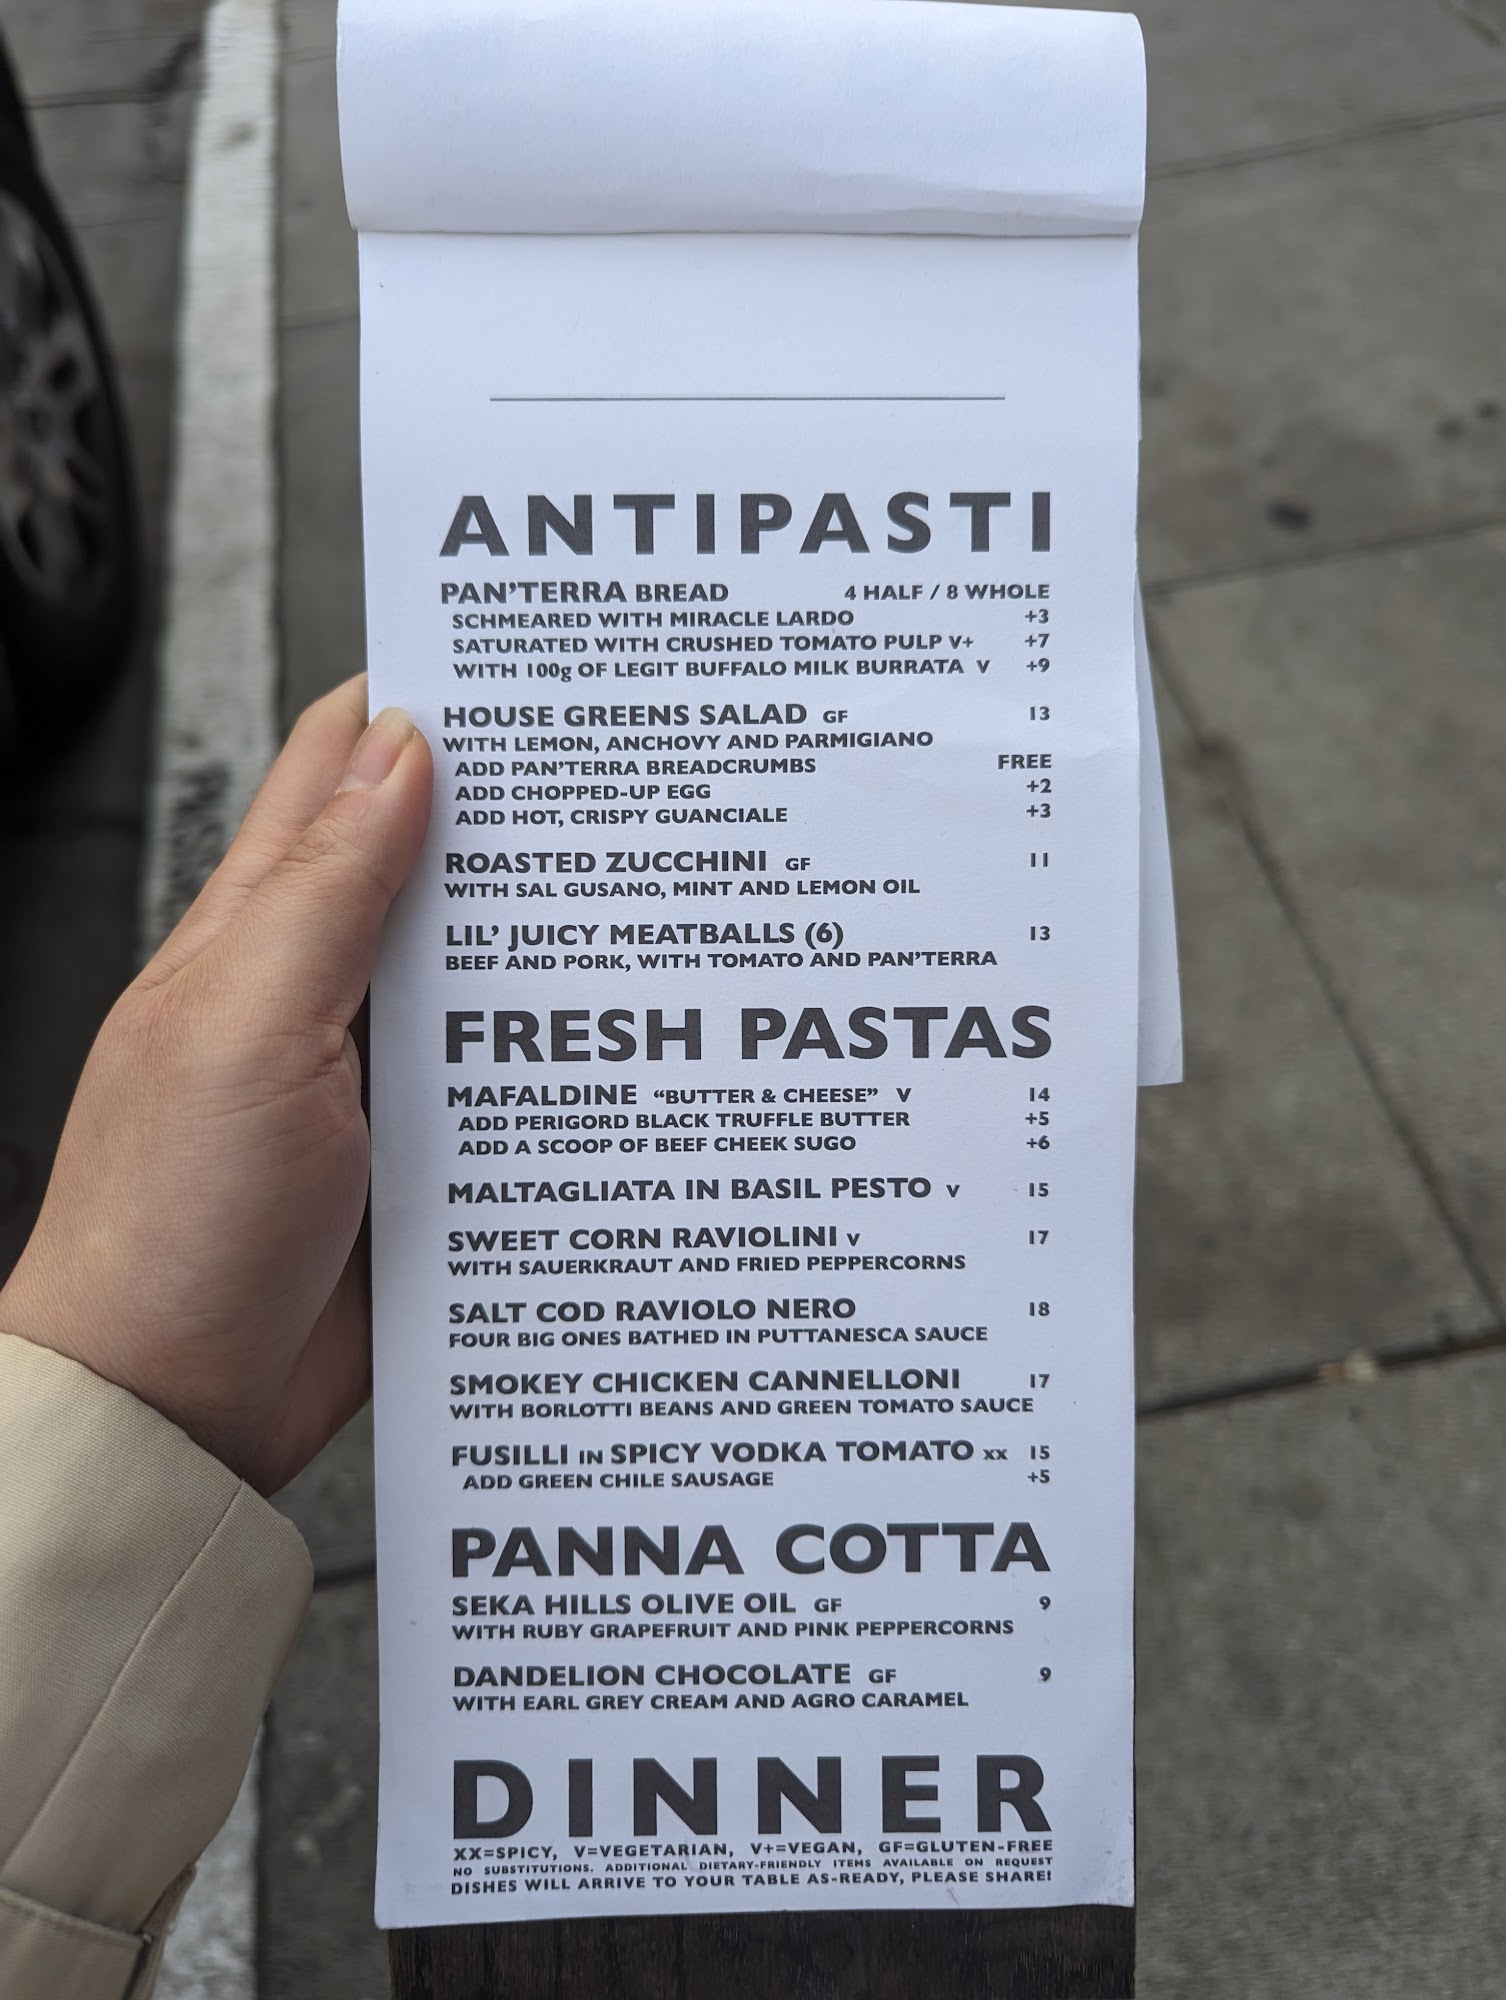 ANTIPASTI
PAN'TERRA BREAD 4 HALF / 8 WHOLE
SCHMEARED WITH MIRACLE LARDO +3
SATURATED WITH CRUSHED TOMATO PULP V+ +7
WITH 100g OF LEGIT BUFFALO MILK BURRATA V +9
HOUSE GREENS SALAD GF 13
WITH LEMON, ANCHOVY AND PARMIGIANO
ADD PAN'TERRA BREADCRUMBS FREE
ADD CHOPPED-UP EGG +2
ADD HOT, CRISPY GUANCIALE +3
ROASTED ZUCCHINI GF 11
WITH SAL GUSANO, MINT AND LEMON OIL
LIL' JUICY MEATBALLS (6) 13
BEEF AND PORK, WITH TOMATO AND PAN'TERRA
FRESH PASTAS
MAFALDINE "BUTTER & CHEESE" V 14
ADD PERIGORD BLACK TRUFFLE BUTTER +5
ADD A SCOOP OF BEEF CHEEK SUGO +6
MALTAGLIATA IN BASIL PESTO V 15
SWEET CORN RAVIOLINI V 17
WITH SAUERKRAUT AND FRIED PEPPERCORNS
SALT COD RAVIOLO NERO 18
FOUR BIG ONES BATHED IN PUTTANESCA SAUCE
SMOKEY CHICKEN CANNELLONI 17
WITH BORLOTTI BEANS AND GREEN TOMATO SAUCE
FUSILLI IN SPICY VODKA TOMATO XX 15
ADD GREEN CHILE SAUSAGE +5
PANNA COTTA
SEKA HILLS OLIVE OIL GF 9
WITH RUBY GRAPEFRUIT AND PINK PEPPERCORNS
DANDELION CHOCOLATE GF 9
WITH EARL GREY CREAM AND AGRO CARAMEL
DINNER
XX=SPICY, V=VEGETARIAN, V+=VEGAN, GF=GLUTEN-FREE
NO SUBSTITUTIONS. ADDITIONAL DIETARY-FRIENDLY ITEMS AVAILABLE ON REQUEST
DISHES WILL ARRIVE TO YOUR TABLE AS-READY, PLEASE SHARE!